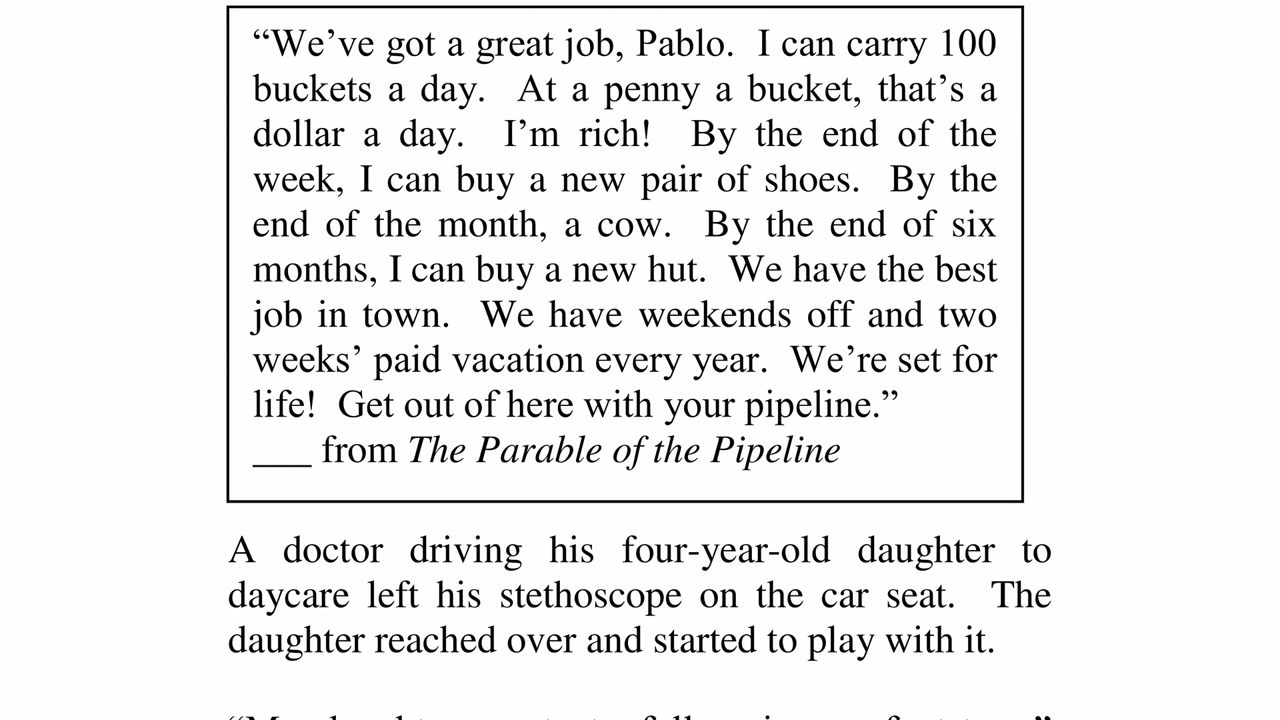 “We’ve got a great job, Pablo.  I can carry 100
buckets a day.  At a penny a bucket, that’s a
dollar a day.  I’m rich!  By the end of the
week, I can buy a new pair of shoes.  By the
end of the month, a cow.  By the end of six
months, I can buy a new hut.  We have the best
job in town.  We have weekends off and two
weeks’ paid vacation every year.  We’re set for
life!  Get out of here with your pipeline.”
___ from The Parable of the Pipeline
A doctor driving his four-year-old daughter to
daycare left his stethoscope on the car seat.  The
daughter reached over and started to play with it.